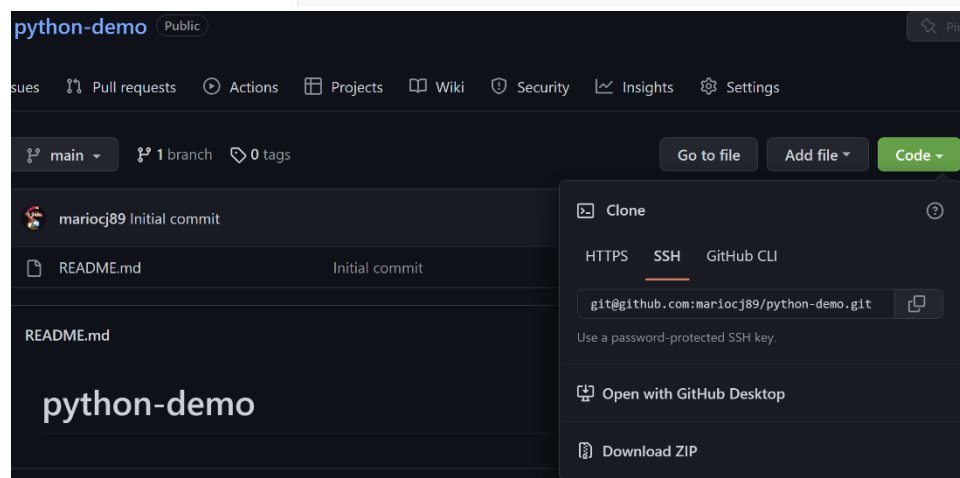 python-demo Public
Pull requests Actions Projects Wiki Security Insights Settings
main 1 branch 0 tags Go to file Add file Code
mariocj89 Initial commit
README.md Initial commit
README.md
python-demo
Clone
HTTPS SSH GitHub CLI
git@github.com:mariocj89/python-demo.git
Use a password-protected SSH key.
Open with GitHub Desktop
Download ZIP